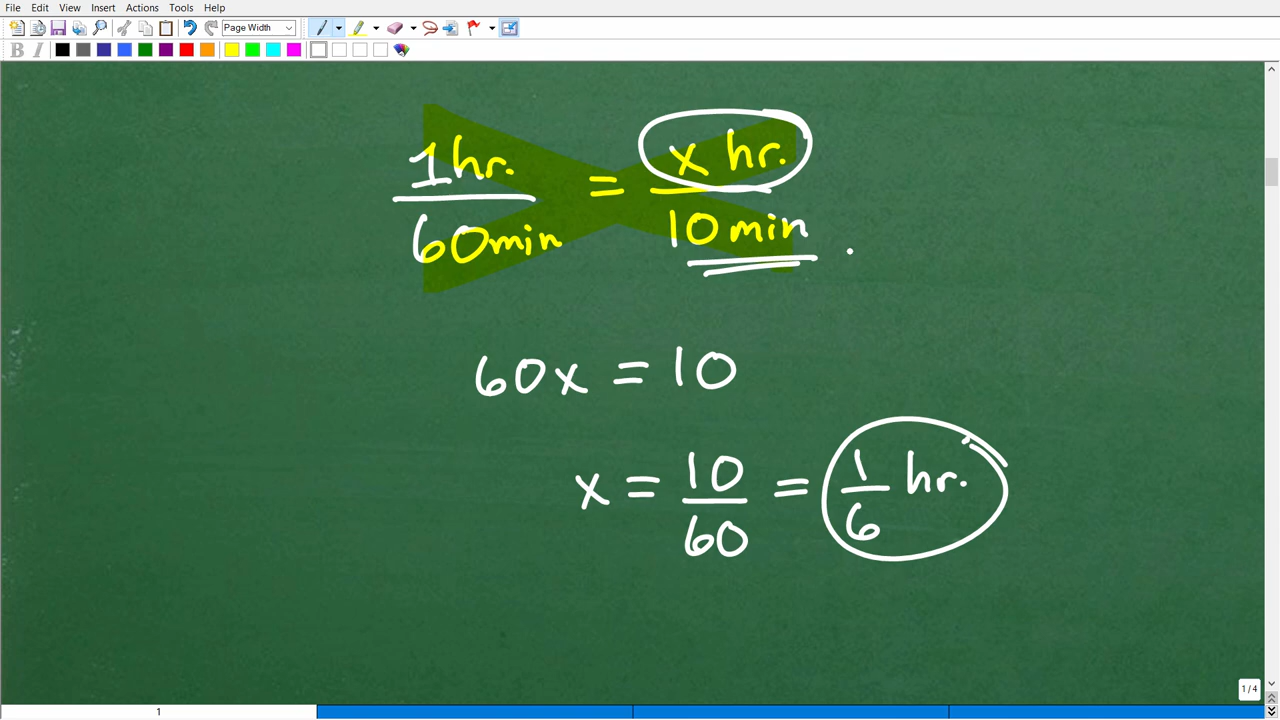 File Edit View Insert Actions Tools Help
Page Width
B I
1 hr. / 60 min = x hr. / 10 min .
60x = 10
x = 10/60 = 1/6 hr.
1/4
1